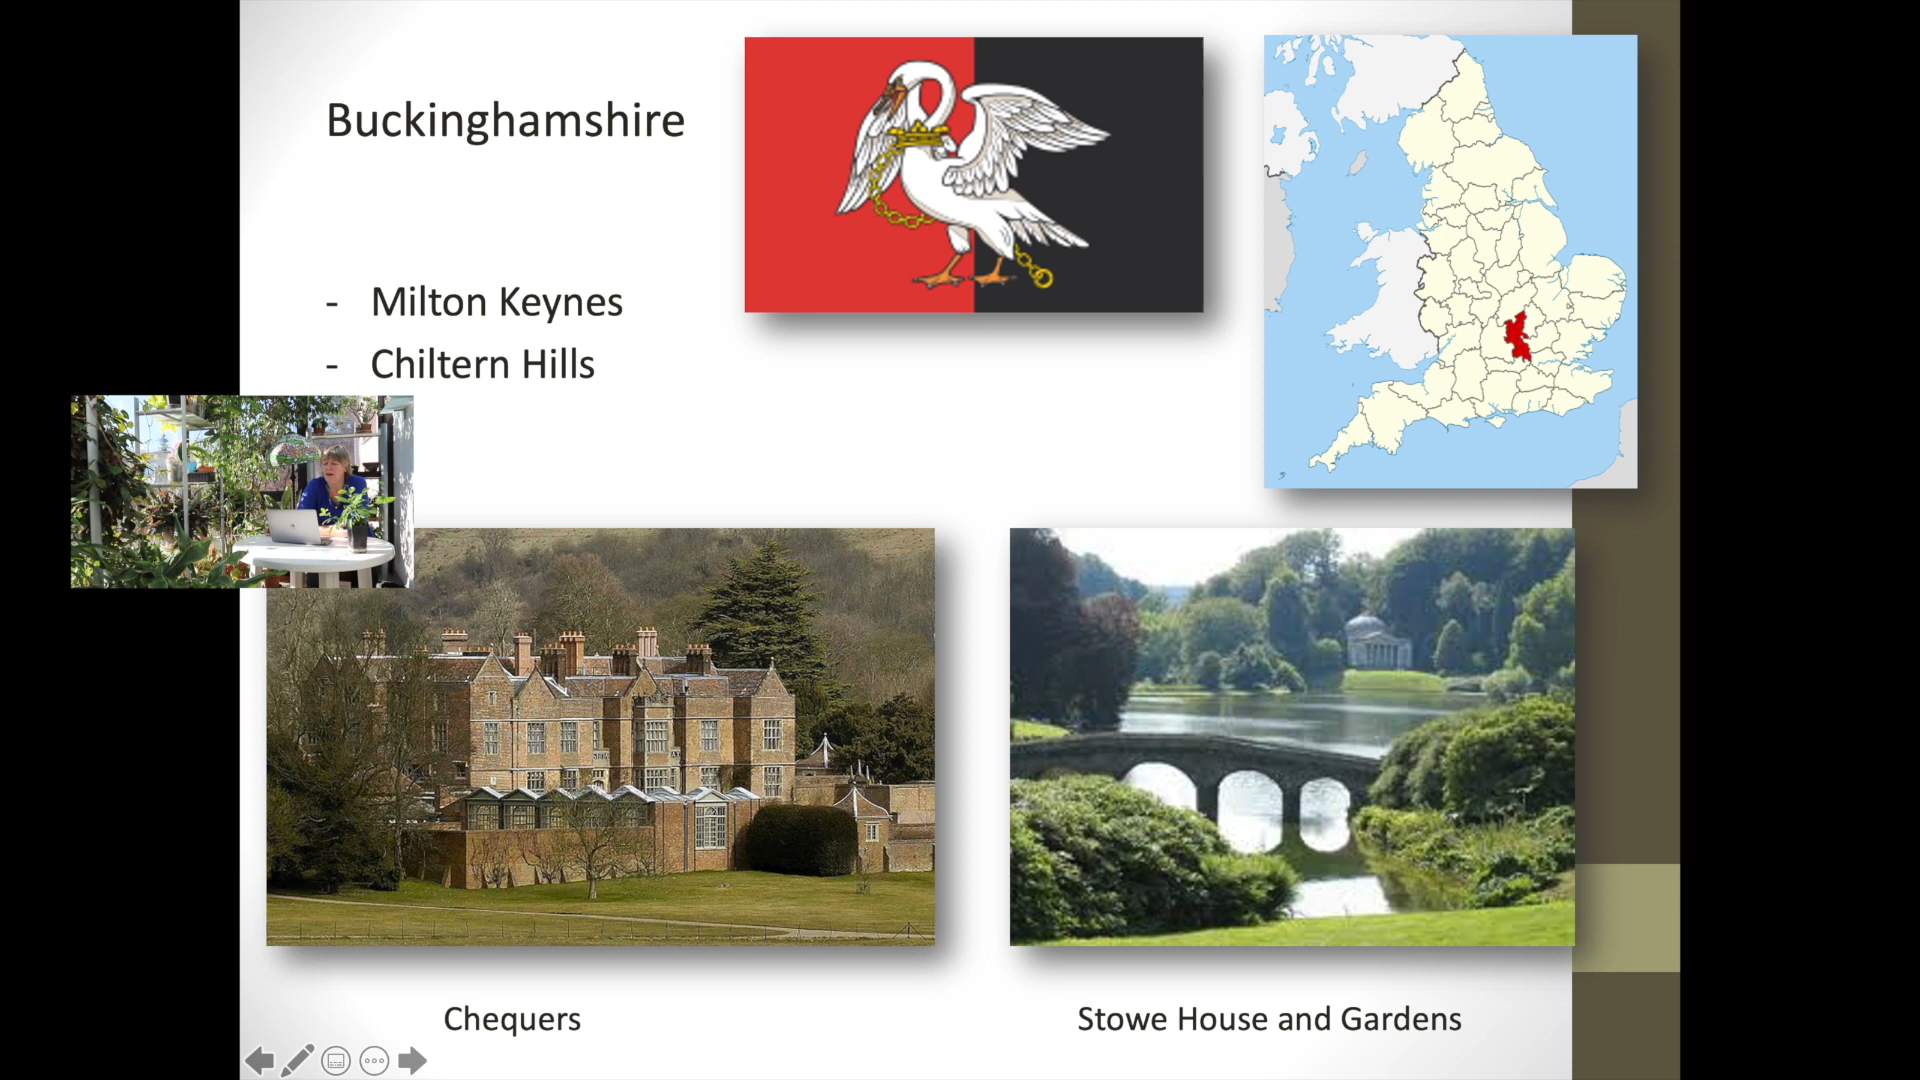 Buckinghamshire
- Milton Keynes
- Chiltern Hills
Chequers
Stowe House and Gardens